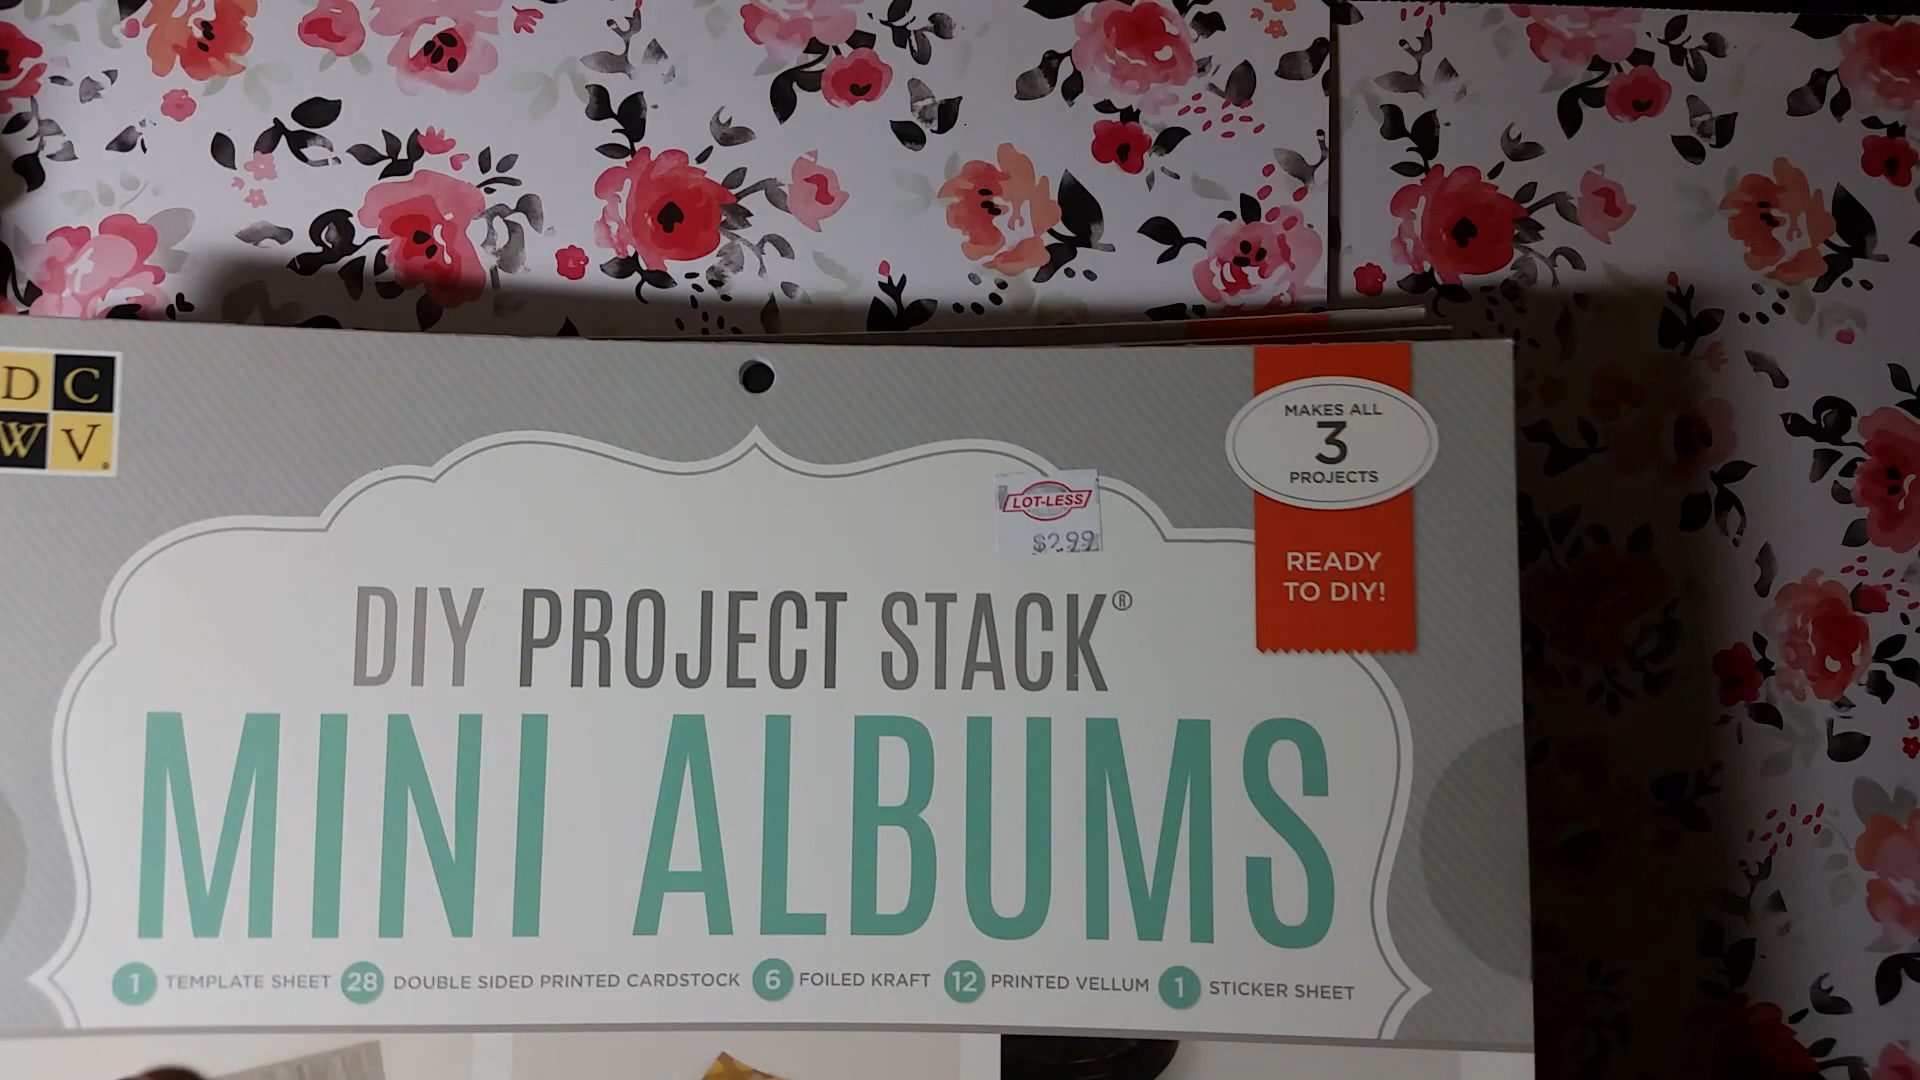 D C
W V
MAKES ALL
3
PROJECTS
LOT-LESS
$2.99
READY
TO DIY!
DIY PROJECT STACK®
MINI ALBUMS
1 TEMPLATE SHEET 28 DOUBLE SIDED PRINTED CARDSTOCK 6 FOILED KRAFT 12 PRINTED VELLUM 1 STICKER SHEET